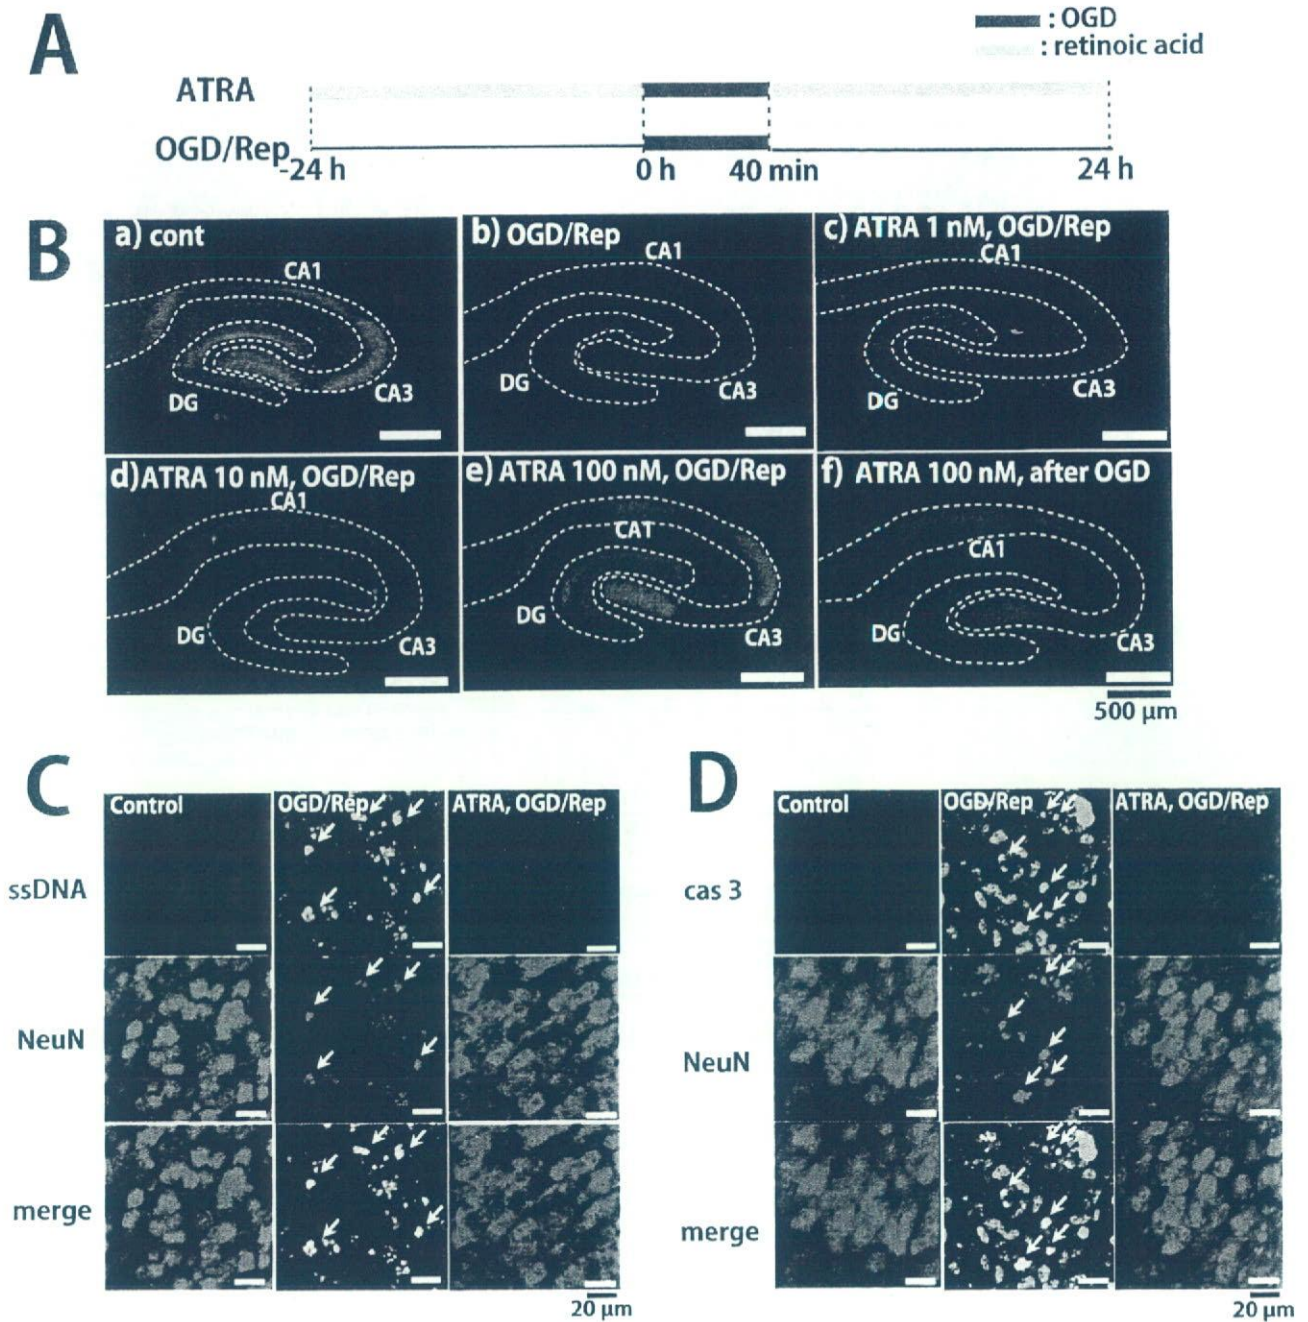 A
: OGD
: retinoic acid
ATRA
OGD/Rep
-24 h
0 h
40 min
24 h
B
a) cont
CA1
DG
CA3
b) OGD/Rep
CA1
DG
CA3
c) ATRA 1 nM, OGD/Rep
CA1
DG
CA3
d) ATRA 10 nM, OGD/Rep
CA1
DG
CA3
e) ATRA 100 nM, OGD/Rep
CA1
DG
CA3
f) ATRA 100 nM, after OGD
CA1
DG
CA3
500 μm
C
Control
OGD/Rep
ATRA, OGD/Rep
ssDNA
NeuN
merge
20 μm
D
Control
OGD/Rep
ATRA, OGD/Rep
cas 3
NeuN
merge
20 μm